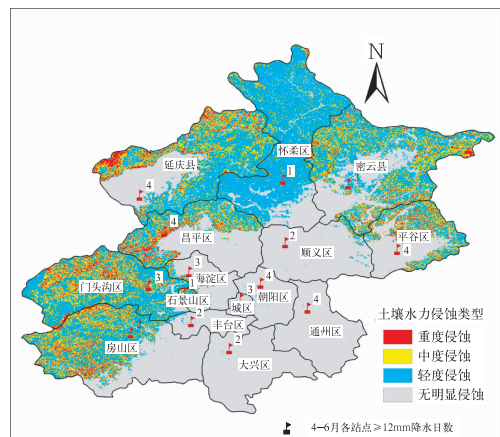 N
怀柔区
1
延庆县
密云县
4
3
4
昌平区
2
顺义区
平谷区
4
3
海淀区
4
门头沟区
3
1
石景山区
3
朝阳区
城区
4
2
丰台区
通州区
房山区
2
大兴区
土壤水力侵蚀类型
重度侵蚀
中度侵蚀
轻度侵蚀
无明显侵蚀
4—6月各站点≥12mm降水日数